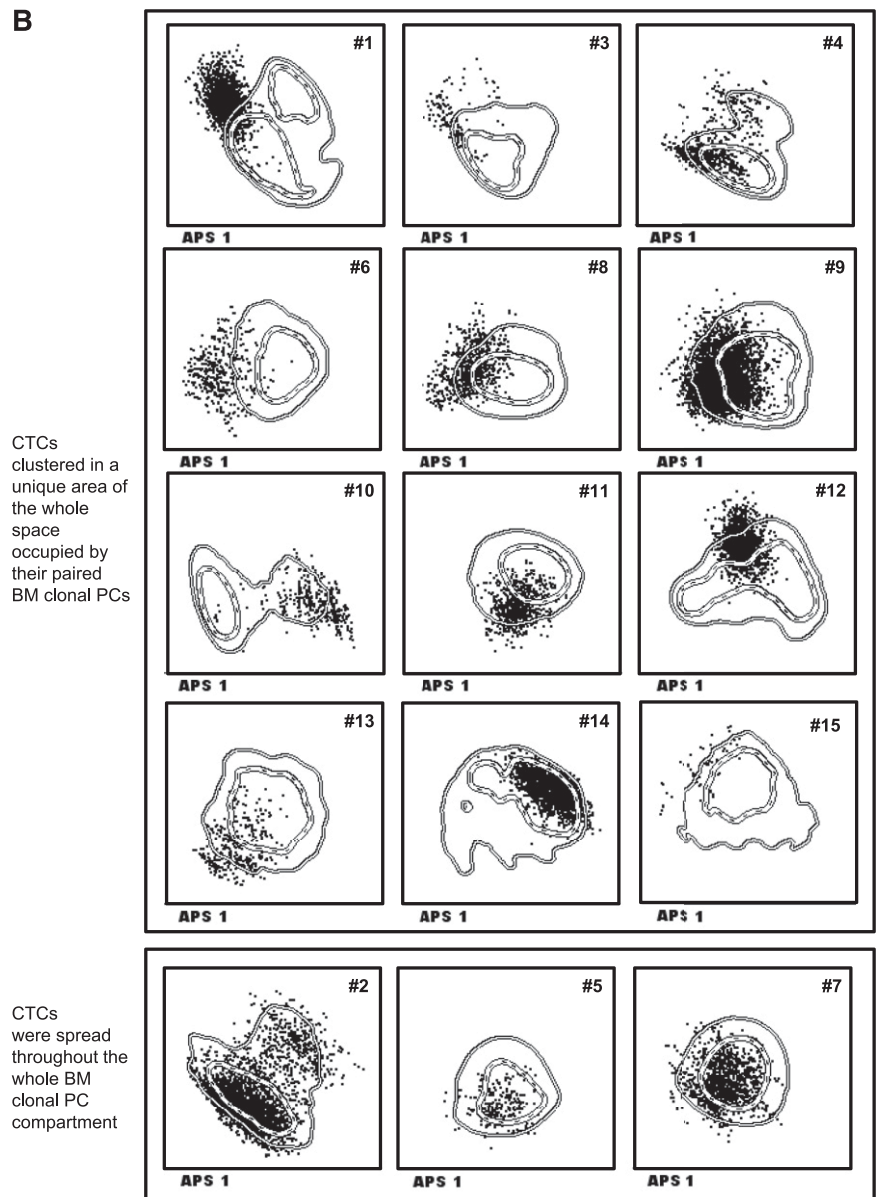 B
#1
#3
#4
APS 1
APS 1
APS 1
#6
#8
#9
APS 1
APS 1
APS 1
CTCs
clustered in a
unique area of
the whole
space
occupied by
their paired
BM clonal PCs
#10
#11
#12
APS 1
APS 1
APS 1
#13
#14
#15
APS 1
APS 1
APS 1
CTCs
were spread
throughout the
whole BM
clonal PC
compartment
#2
#5
#7
APS 1
APS 1
APS 1